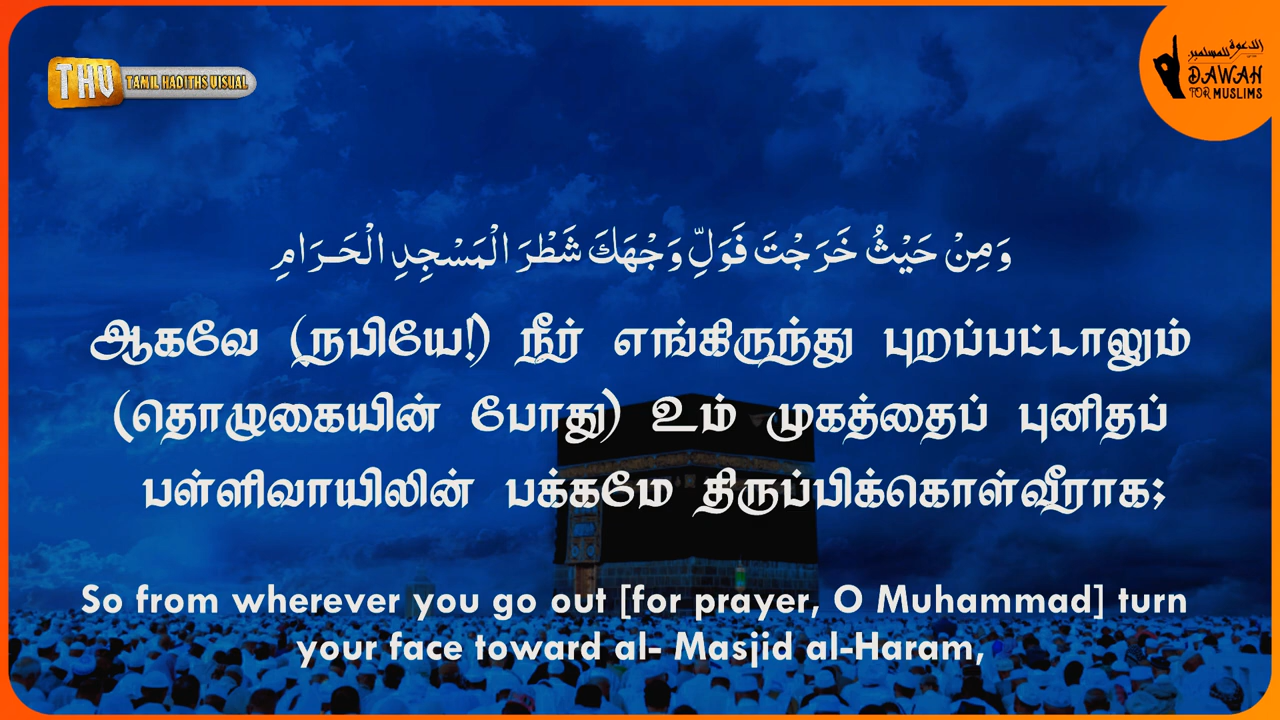 THV TAMIL HADITHS VISUAL
الدعوة للمسلمين
DAWAH
FOR MUSLIMS
وَمِنْ حَيْثُ خَرَجْتَ فَوَلِّ وَجْهَكَ شَطْرَ الْمَسْجِدِ الْحَرَامِ
ஆகவே (நபியே!) நீர் எங்கிருந்து புறப்பட்டாலும்
(தொழுகையின் போது) உம் முகத்தைப் புனிதப்
பள்ளிவாயிலின் பக்கமே திருப்பிக்கொள்வீராக;
So from wherever you go out [for prayer, O Muhammad] turn
your face toward al- Masjid al-Haram,